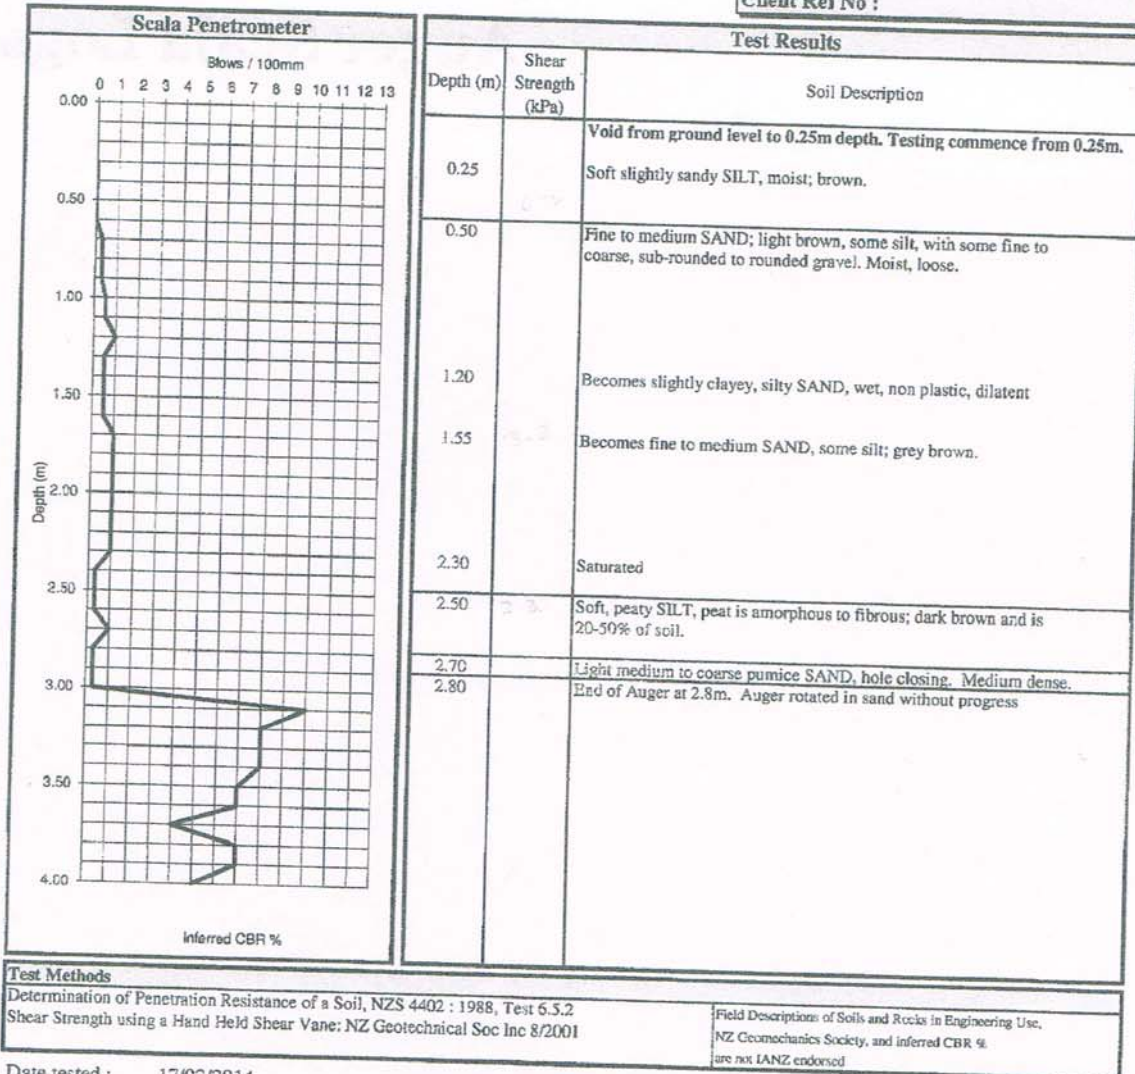 Client Ref No :
Scala Penetrometer
Blows / 100mm
0 1 2 3 4 5 6 7 8 9 10 11 12 13
0.00
0.50
1.00
1.50
2.00
2.50
3.00
3.50
4.00
Depth (m)
Inferred CBR %
Test Results
Depth (m) Shear Strength (kPa) Soil Description
Void from ground level to 0.25m depth. Testing commence from 0.25m.
0.25 Soft slightly sandy SILT, moist; brown.
0.50 Fine to medium SAND; light brown, some silt, with some fine to
coarse, sub-rounded to rounded gravel. Moist, loose.
1.20 Becomes slightly clayey, silty SAND, wet, non plastic, dilatent
1.55 Becomes fine to medium SAND, some silt; grey brown.
2.30 Saturated
2.50 Soft, peaty SILT, peat is amorphous to fibrous; dark brown and is
20-50% of soil.
2.70 Light medium to coarse pumice SAND, hole closing. Medium dense.
2.80 End of Auger at 2.8m. Auger rotated in sand without progress
Test Methods
Determination of Penetration Resistance of a Soil, NZS 4402 : 1988, Test 6.5.2
Shear Strength using a Hand Held Shear Vane: NZ Geotechnical Soc Inc 8/2001
Field Descriptions of Soils and Rocks in Engineering Use,
NZ Geomechanics Society, and inferred CBR %
are not IANZ endorsed
Date tested :